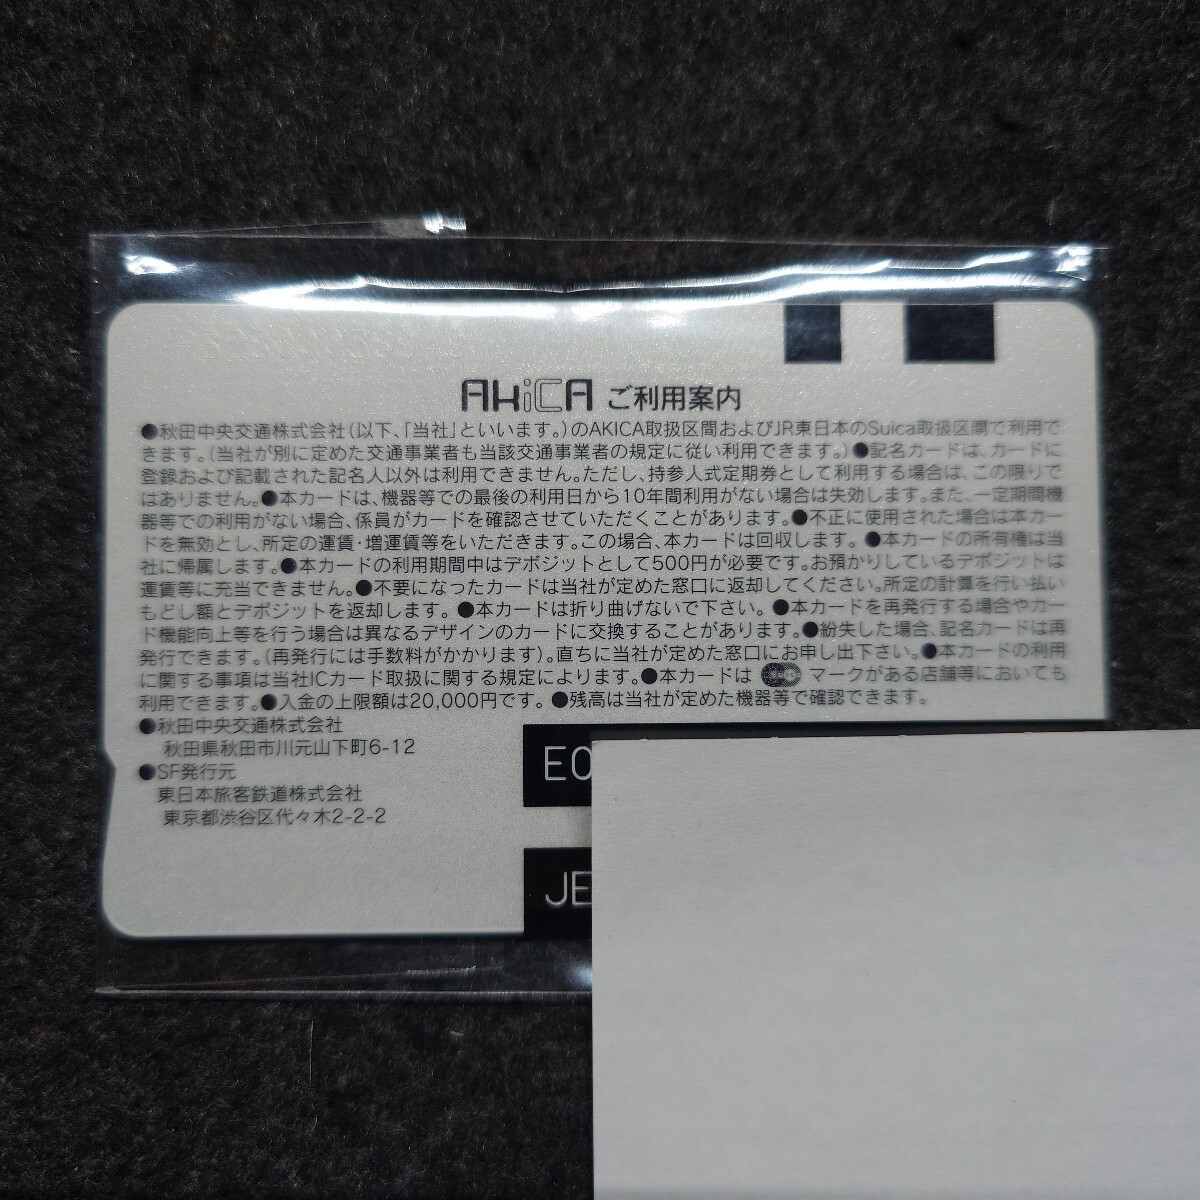 AkiCA ご利用案内
●秋田中央交通株式会社(以下、「当社」といいます。)のAKICA取扱区間およびJR東日本のSuica取扱区間で利用で
きます。(当社が別に定めた交通事業者も当該交通事業者の規定に従い利用できます。)●記名カードは、カードに
登録および記載された記名人以外は利用できません。ただし、持参人式定期券として利用する場合は、この限りで
はありません。●本カードは、機器等での最後の利用日から10年間利用がない場合は失効します。また、一定期間機
器等での利用がない場合、係員がカードを確認させていただくことがあります。●不正に使用された場合は本カー
ドを無効とし、所定の運賃・増運賃等をいただきます。この場合、本カードは回収します。●本カードの所有権は当
社に帰属します。●本カードの利用期間中はデポジットとして500円が必要です。お預かりしているデポジットは
運賃等に充当できません。●不要になったカードは当社が定めた窓口に返却してください。所定の計算を行い払い
もどし額とデポジットを返却します。●本カードは折り曲げないで下さい。●本カードを再発行する場合やカー
ド機能向上等を行う場合は異なるデザインのカードに交換することがあります。●紛失した場合、記名カードは再
発行できます。(再発行には手数料がかかります)。直ちに当社が定めた窓口にお申し出下さい。●本カードの利用
に関する事項は当社ICカード取扱に関する規定によります。●本カードは マークがある店舗等においても
利用できます。●入金の上限額は20,000円です。●残高は当社が定めた機器等で確認できます。
●秋田中央交通株式会社
秋田県秋田市川元山下町6-12
●SF発行元
東日本旅客鉄道株式会社
東京都渋谷区代々木2-2-2
JE